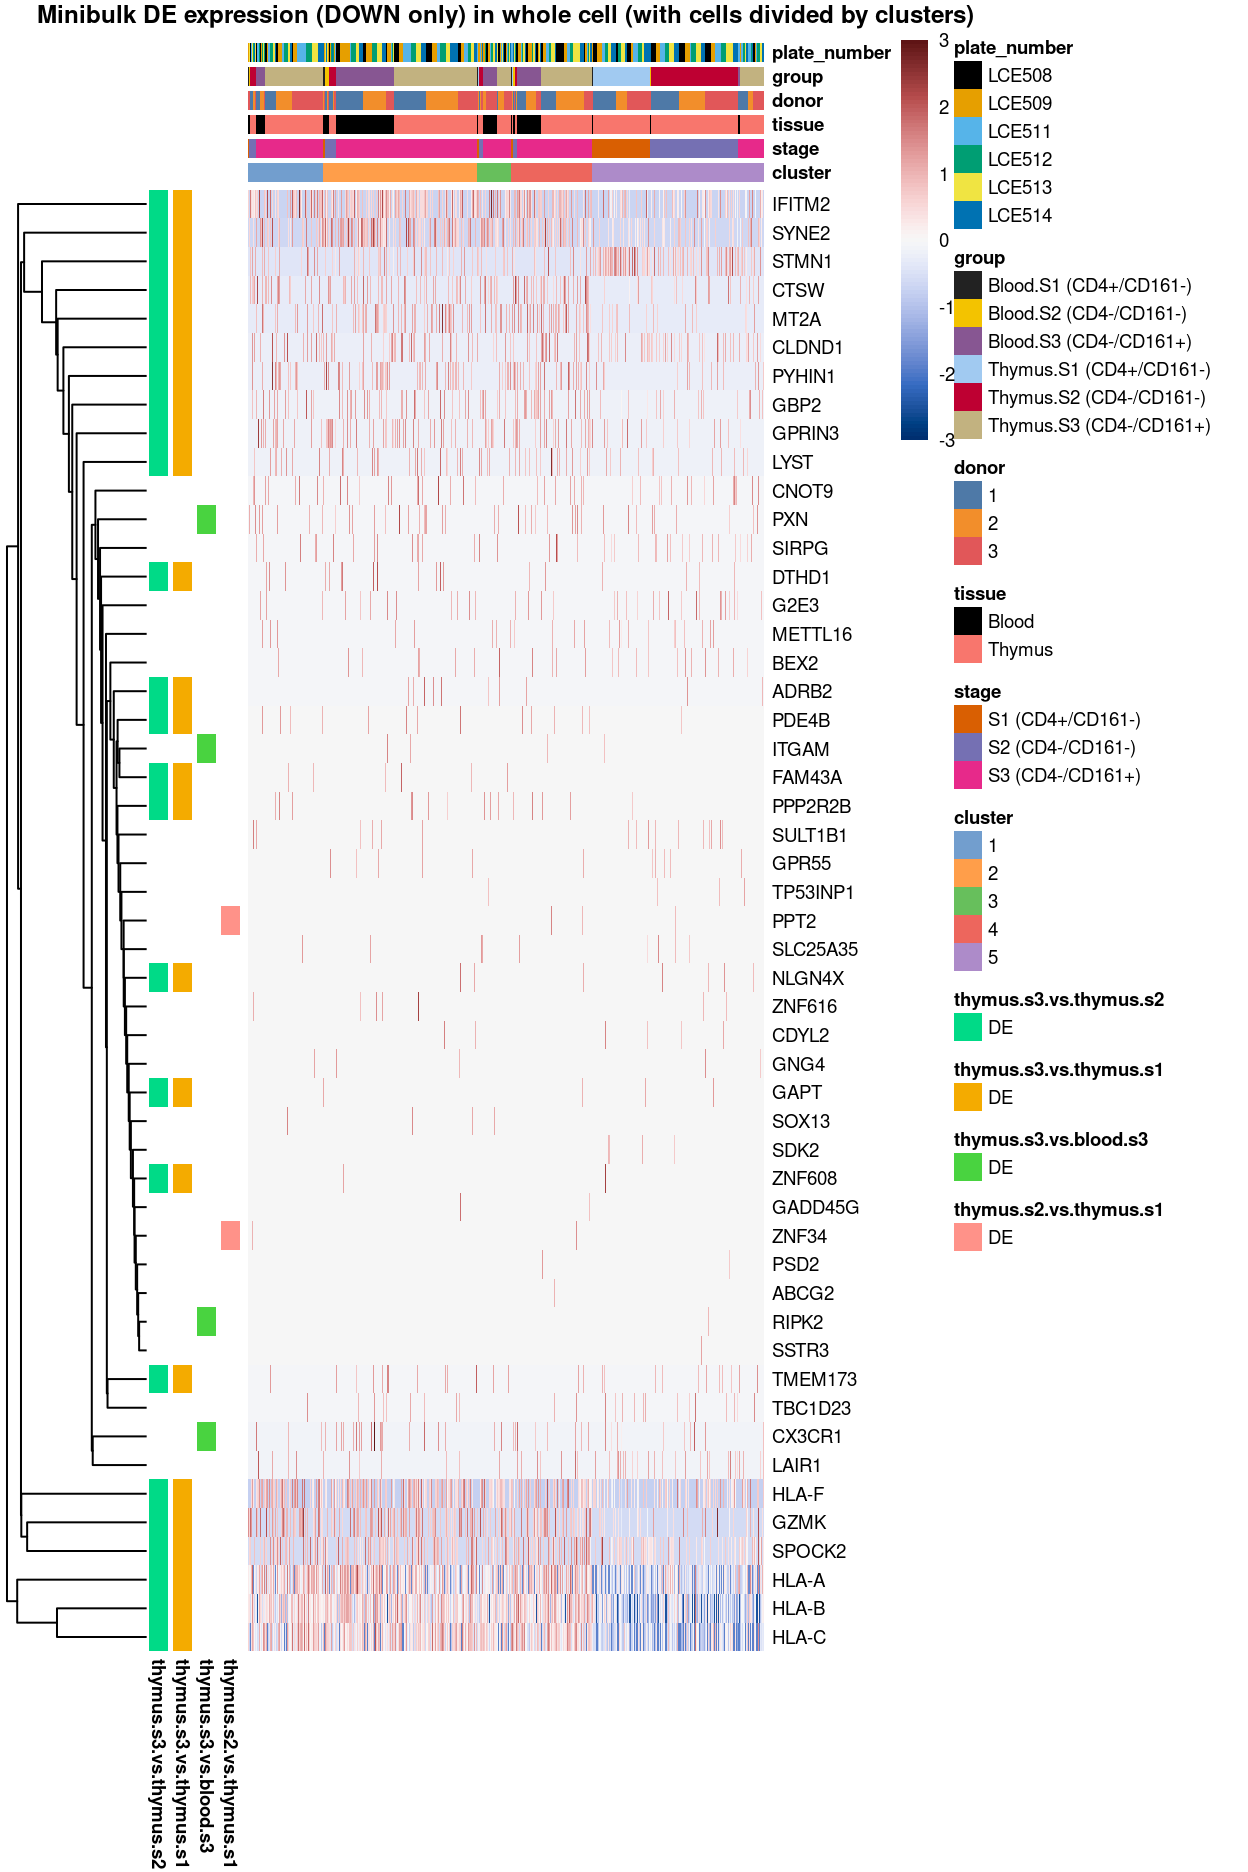 Minibulk DE expression (DOWN only) in whole cell (with cells divided by clusters)
plate_number
group
donor
tissue
stage
cluster
IFITM2
SYNE2
STMN1
CTSW
MT2A
CLDND1
PYHIN1
GBP2
GPRIN3
LYST
CNOT9
PXN
SIRPG
DTHD1
G2E3
METTL16
BEX2
ADRB2
PDE4B
ITGAM
FAM43A
PPP2R2B
SULT1B1
GPR55
TP53INP1
PPT2
SLC25A35
NLGN4X
ZNF616
CDYL2
GNG4
GAPT
SOX13
SDK2
ZNF608
GADD45G
ZNF34
PSD2
ABCG2
RIPK2
SSTR3
TMEM173
TBC1D23
CX3CR1
LAIR1
HLA-F
GZMK
SPOCK2
HLA-A
HLA-B
HLA-C
thymus.s3.vs.thymus.s2
thymus.s3.vs.thymus.s1
thymus.s3.vs.blood.s3
thymus.s2.vs.thymus.s1
3
2
1
0
-1
-2
-3
plate_number
LCE508
LCE509
LCE511
LCE512
LCE513
LCE514
group
Blood.S1 (CD4+/CD161-)
Blood.S2 (CD4-/CD161-)
Blood.S3 (CD4-/CD161+)
Thymus.S1 (CD4+/CD161-)
Thymus.S2 (CD4-/CD161-)
Thymus.S3 (CD4-/CD161+)
donor
1
2
3
tissue
Blood
Thymus
stage
S1 (CD4+/CD161-)
S2 (CD4-/CD161-)
S3 (CD4-/CD161+)
cluster
1
2
3
4
5
thymus.s3.vs.thymus.s2
DE
thymus.s3.vs.thymus.s1
DE
thymus.s3.vs.blood.s3
DE
thymus.s2.vs.thymus.s1
DE